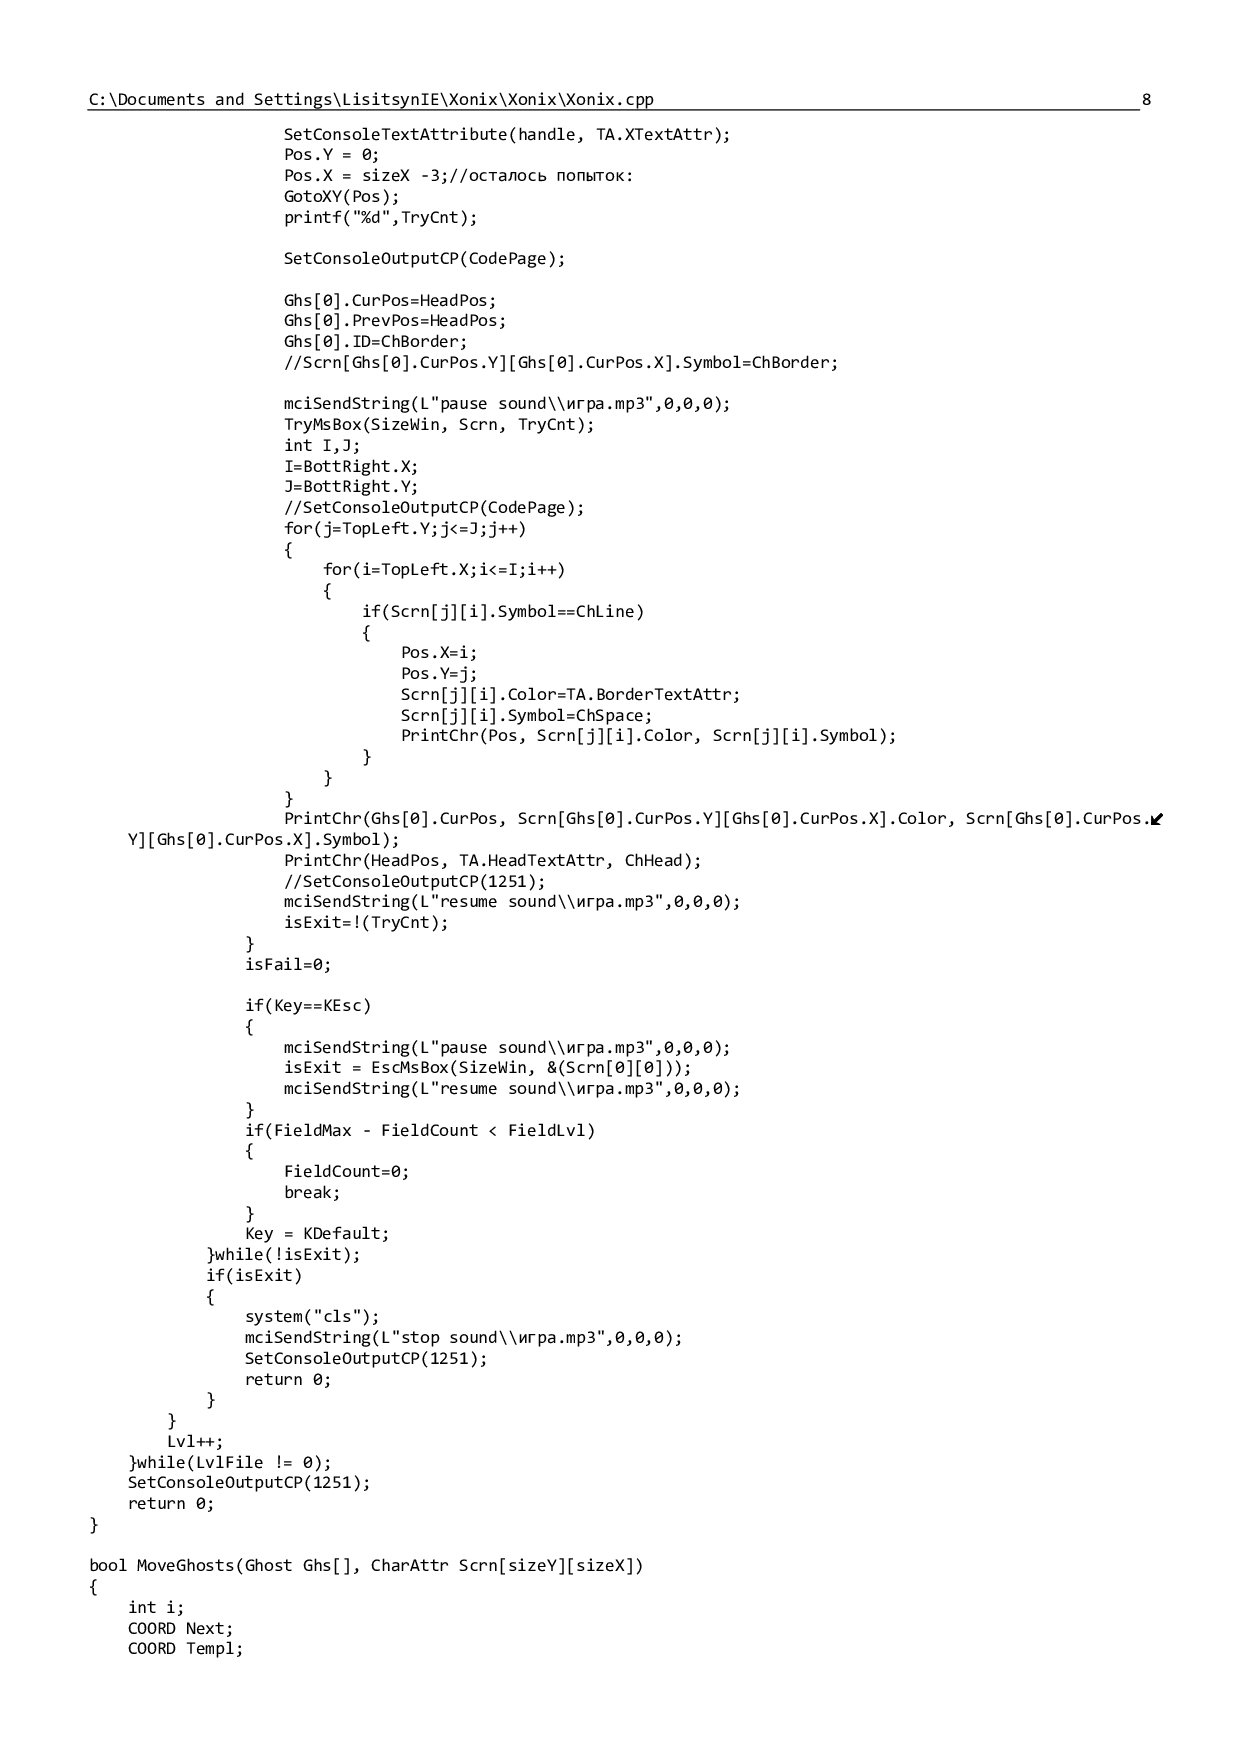 C:\Documents and Settings\LisitsynIE\Xonix\Xonix\Xonix.cpp 8
SetConsoleTextAttribute(handle, TA.XTextAttr);
Pos.Y = 0;
Pos.X = sizeX -3;//осталось попыток:
GotoXY(Pos);
printf("%d",TryCnt);
SetConsoleOutputCP(CodePage);
Ghs[0].CurPos=HeadPos;
Ghs[0].PrevPos=HeadPos;
Ghs[0].ID=ChBorder;
//Scrn[Ghs[0].CurPos.Y][Ghs[0].CurPos.X].Symbol=ChBorder;
mciSendString(L"pause sound\\игра.mp3",0,0,0);
TryMsBox(SizeWin, Scrn, TryCnt);
int I,J;
I=BottRight.X;
J=BottRight.Y;
//SetConsoleOutputCP(CodePage);
for(j=TopLeft.Y;j<=J;j++)
{
for(i=TopLeft.X;i<=I;i++)
{
if(Scrn[j][i].Symbol==ChLine)
{
Pos.X=i;
Pos.Y=j;
Scrn[j][i].Color=TA.BorderTextAttr;
Scrn[j][i].Symbol=ChSpace;
PrintChr(Pos, Scrn[j][i].Color, Scrn[j][i].Symbol);
}
}
}
PrintChr(Ghs[0].CurPos, Scrn[Ghs[0].CurPos.Y][Ghs[0].CurPos.X].Color, Scrn[Ghs[0].CurPos.↙
Y][Ghs[0].CurPos.X].Symbol);
PrintChr(HeadPos, TA.HeadTextAttr, ChHead);
//SetConsoleOutputCP(1251);
mciSendString(L"resume sound\\игра.mp3",0,0,0);
isExit=!(TryCnt);
}
isFail=0;
if(Key==KEsc)
{
mciSendString(L"pause sound\\игра.mp3",0,0,0);
isExit = EscMsBox(SizeWin, &(Scrn[0][0]));
mciSendString(L"resume sound\\игра.mp3",0,0,0);
}
if(FieldMax - FieldCount < FieldLvl)
{
FieldCount=0;
break;
}
Key = KDefault;
}while(!isExit);
if(isExit)
{
system("cls");
mciSendString(L"stop sound\\игра.mp3",0,0,0);
SetConsoleOutputCP(1251);
return 0;
}
}
Lvl++;
}while(LvlFile != 0);
SetConsoleOutputCP(1251);
return 0;
}
bool MoveGhosts(Ghost Ghs[], CharAttr Scrn[sizeY][sizeX])
{
int i;
COORD Next;
COORD Templ;